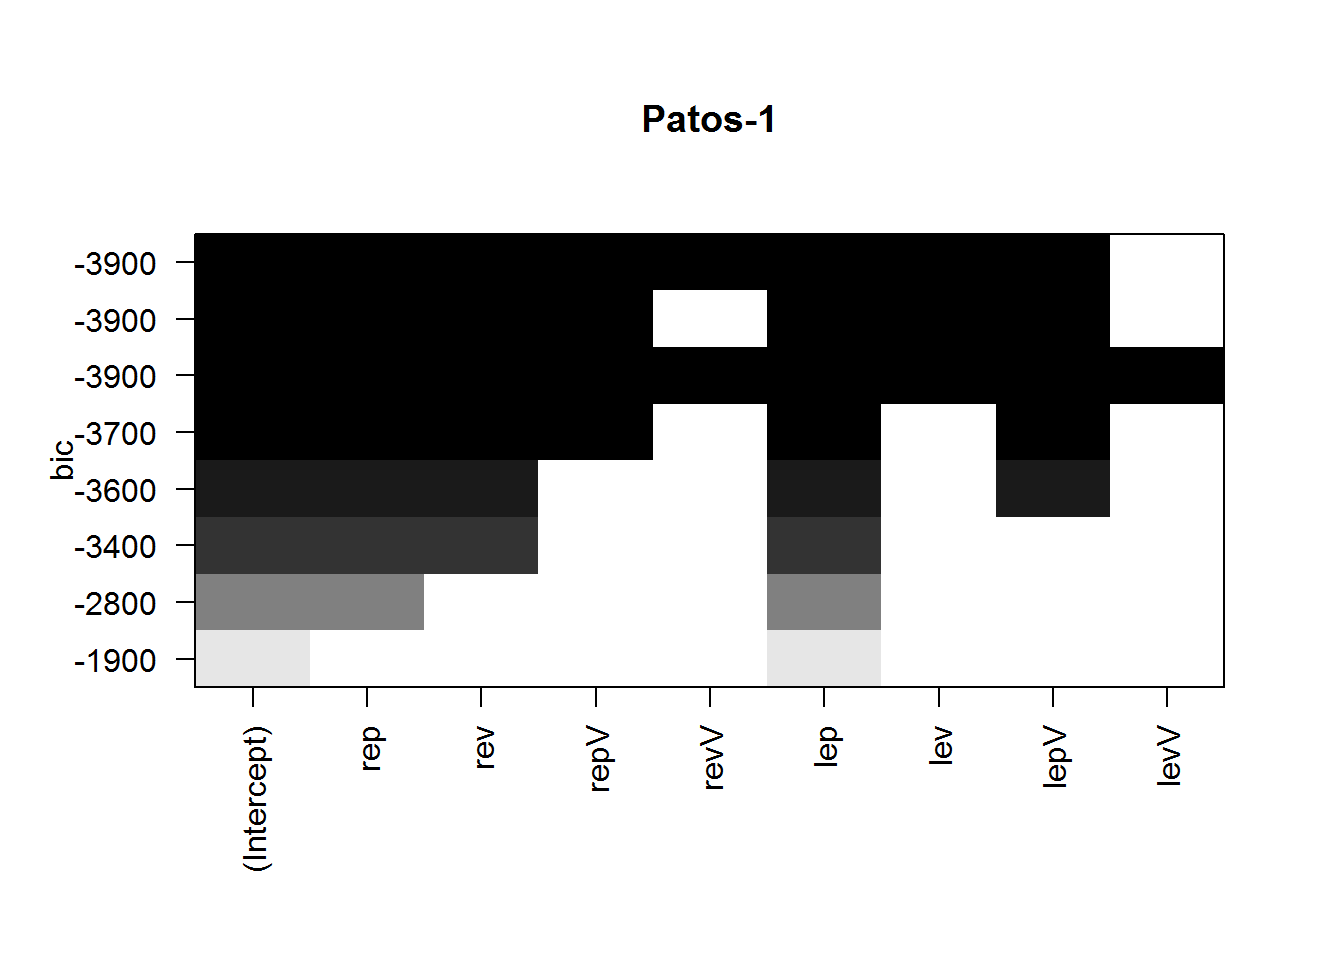 Patos-1
bic
-3900
-3900
-3900
-3700
-3600
-3400
-2800
-1900
(Intercept)
rep
rev
repV
revV
lep
lev
lepV
levV